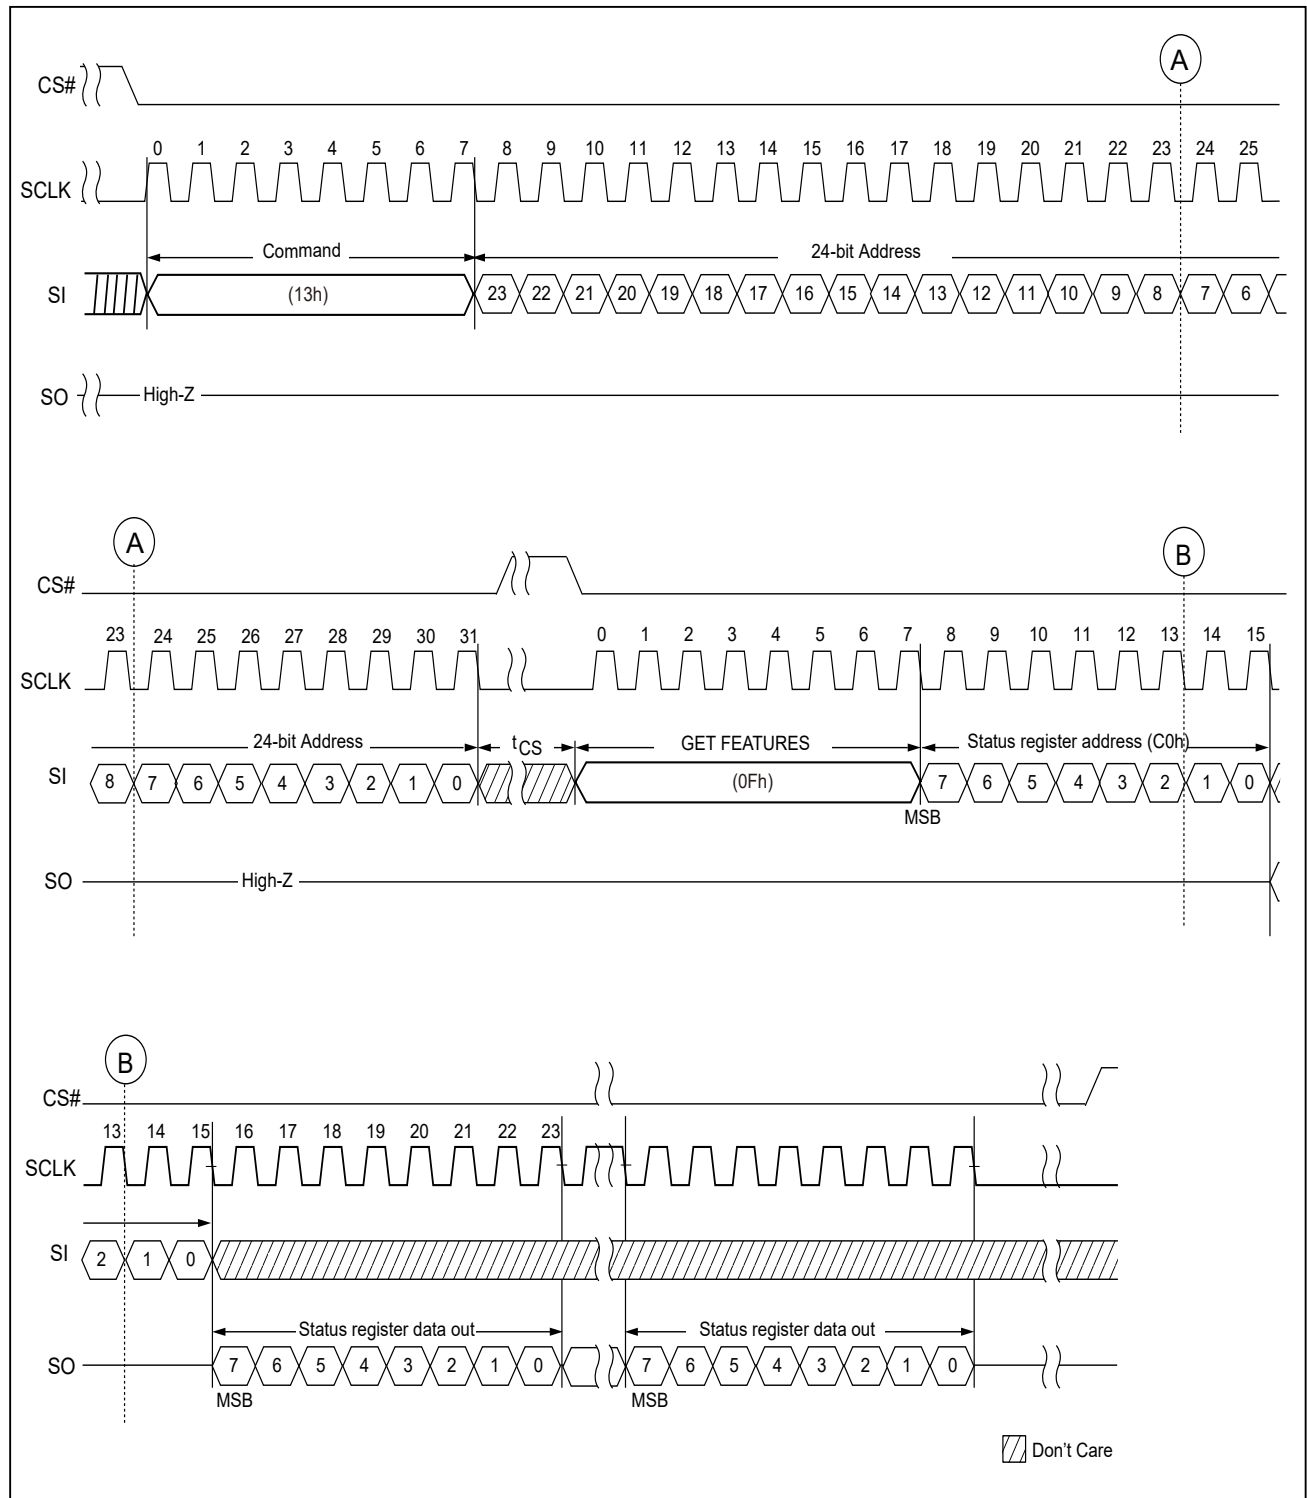 A
CS#
0 1 2 3 4 5 6 7 8 9 10 11 12 13 14 15 16 17 18 19 20 21 22 23 24 25
SCLK
Command 24-bit Address
SI (13h) 23 22 21 20 19 18 17 16 15 14 13 12 11 10 9 8 7 6
SO High-Z
A B
CS#
23 24 25 26 27 28 29 30 31 0 1 2 3 4 5 6 7 8 9 10 11 12 13 14 15
SCLK
24-bit Address tCS GET FEATURES Status register address (C0h)
SI 8 7 6 5 4 3 2 1 0 (0Fh) 7 6 5 4 3 2 1 0
MSB
SO High-Z
B
CS#
13 14 15 16 17 18 19 20 21 22 23
SCLK
SI 2 1 0
Status register data out Status register data out
SO 7 6 5 4 3 2 1 0 7 6 5 4 3 2 1 0
MSB MSB
Don't Care